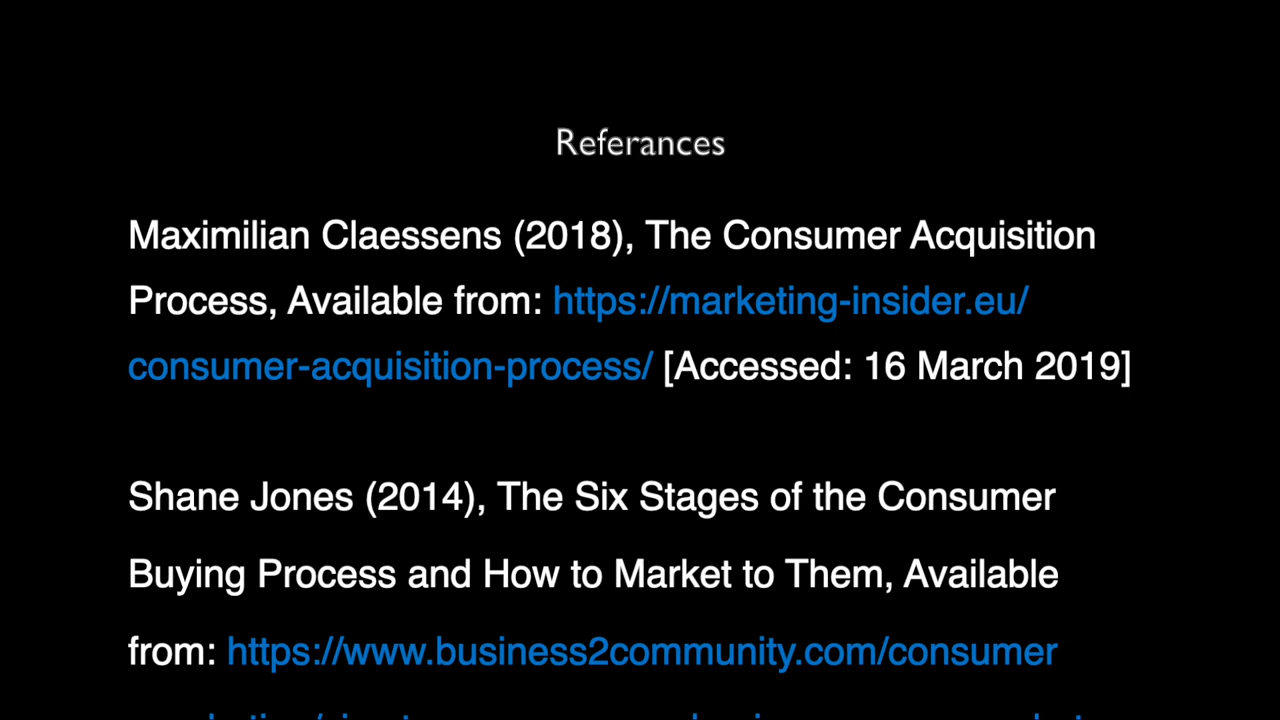 Referances
Maximilian Claessens (2018), The Consumer Acquisition
Process, Available from: https://marketing-insider.eu/
consumer-acquisition-process/ [Accessed: 16 March 2019]
Shane Jones (2014), The Six Stages of the Consumer
Buying Process and How to Market to Them, Available
from: https://www.business2community.com/consumer